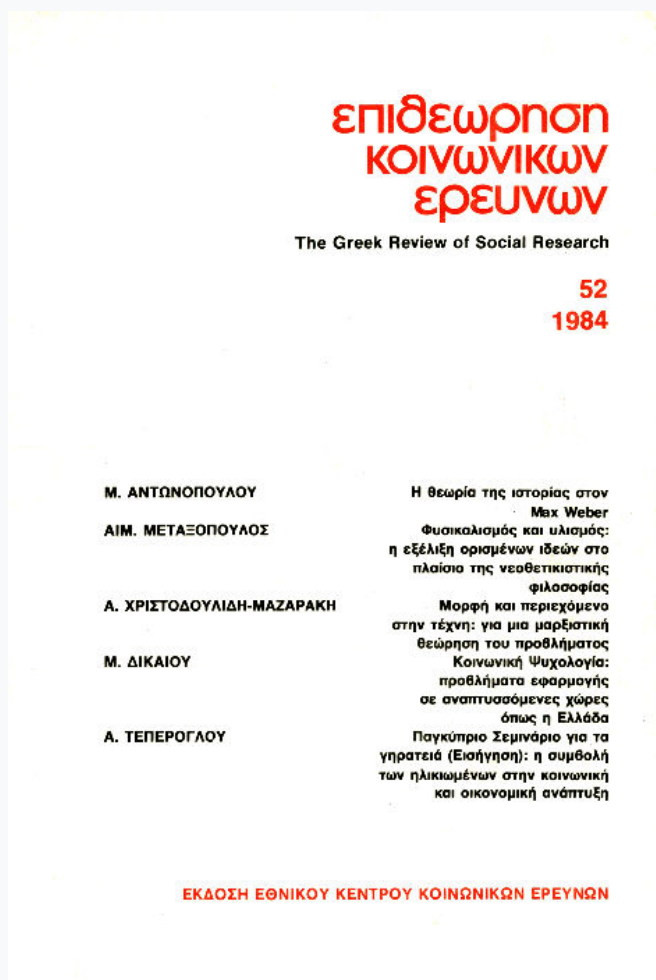 επιθεωρηση
κοινωνικων
ερευνων
The Greek Review of Social Research
52
1984
Μ. ΑΝΤΩΝΟΠΟΥΛΟΥ Η θεωρία της ιστορίας στον
Max Weber
ΑΙΜ. ΜΕΤΑΞΟΠΟΥΛΟΣ Φυσικαλισμός και υλισμός:
η εξέλιξη ορισμένων ιδεών στο
πλαίσιο της νεοθετικιστικής
φιλοσοφίας
Α. ΧΡΙΣΤΟΔΟΥΛΙΔΗ-ΜΑΖΑΡΑΚΗ Μορφή και περιεχόμενο
στην τέχνη: για μια μαρξιστική
θεώρηση του προβλήματος
Μ. ΔΙΚΑΙΟΥ Κοινωνική Ψυχολογία:
προβλήματα εφαρμογής
σε αναπτυσσόμενες χώρες
όπως η Ελλάδα
Α. ΤΕΠΕΡΟΓΛΟΥ Παγκύπριο Σεμινάριο για τα
γηρατειά (Εισήγηση): η συμβολή
των ηλικιωμένων στην κοινωνική
και οικονομική ανάπτυξη
ΕΚΔΟΣΗ ΕΘΝΙΚΟΥ ΚΕΝΤΡΟΥ ΚΟΙΝΩΝΙΚΩΝ ΕΡΕΥΝΩΝ